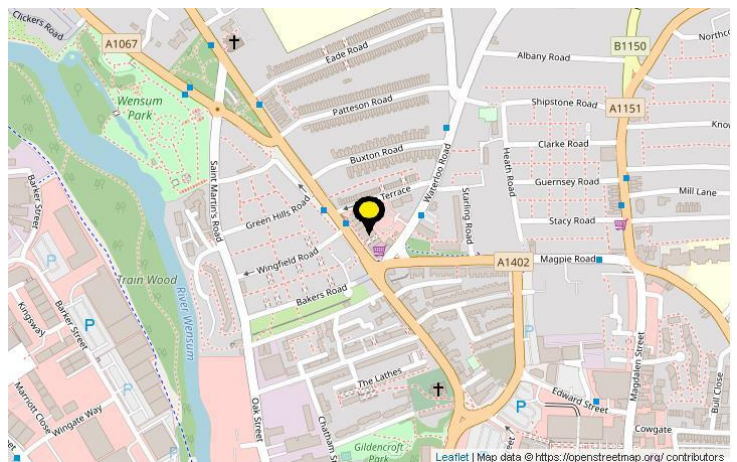 Clickers Road
A1067
Eade Road
Albany Road
B1150
Northco
Wensum
Park
Patteson Road
Shipstone Road
A1151
Know
Buxton Road
Clarke Road
Waterloo Road
Heath Road
Saint Martin's Road
Barker Street
Terrace
Guernsey Road
Mill Lane
Starling Road
Green Hills Road
Stacy Road
Wingfield Road
A1402
Magpie Road
Train Wood
River Wensum
Bakers Road
Kingsway
Barker Street
P
P
Magdalen Street
The Lathes
Bull Close
Marriott Close
P
Edward Street
P
Wingate Way
Oak Street
Chatham Street
Cowgate
Gildencroft
Park
Leaflet | Map data © https://openstreetmap.org/ contributors